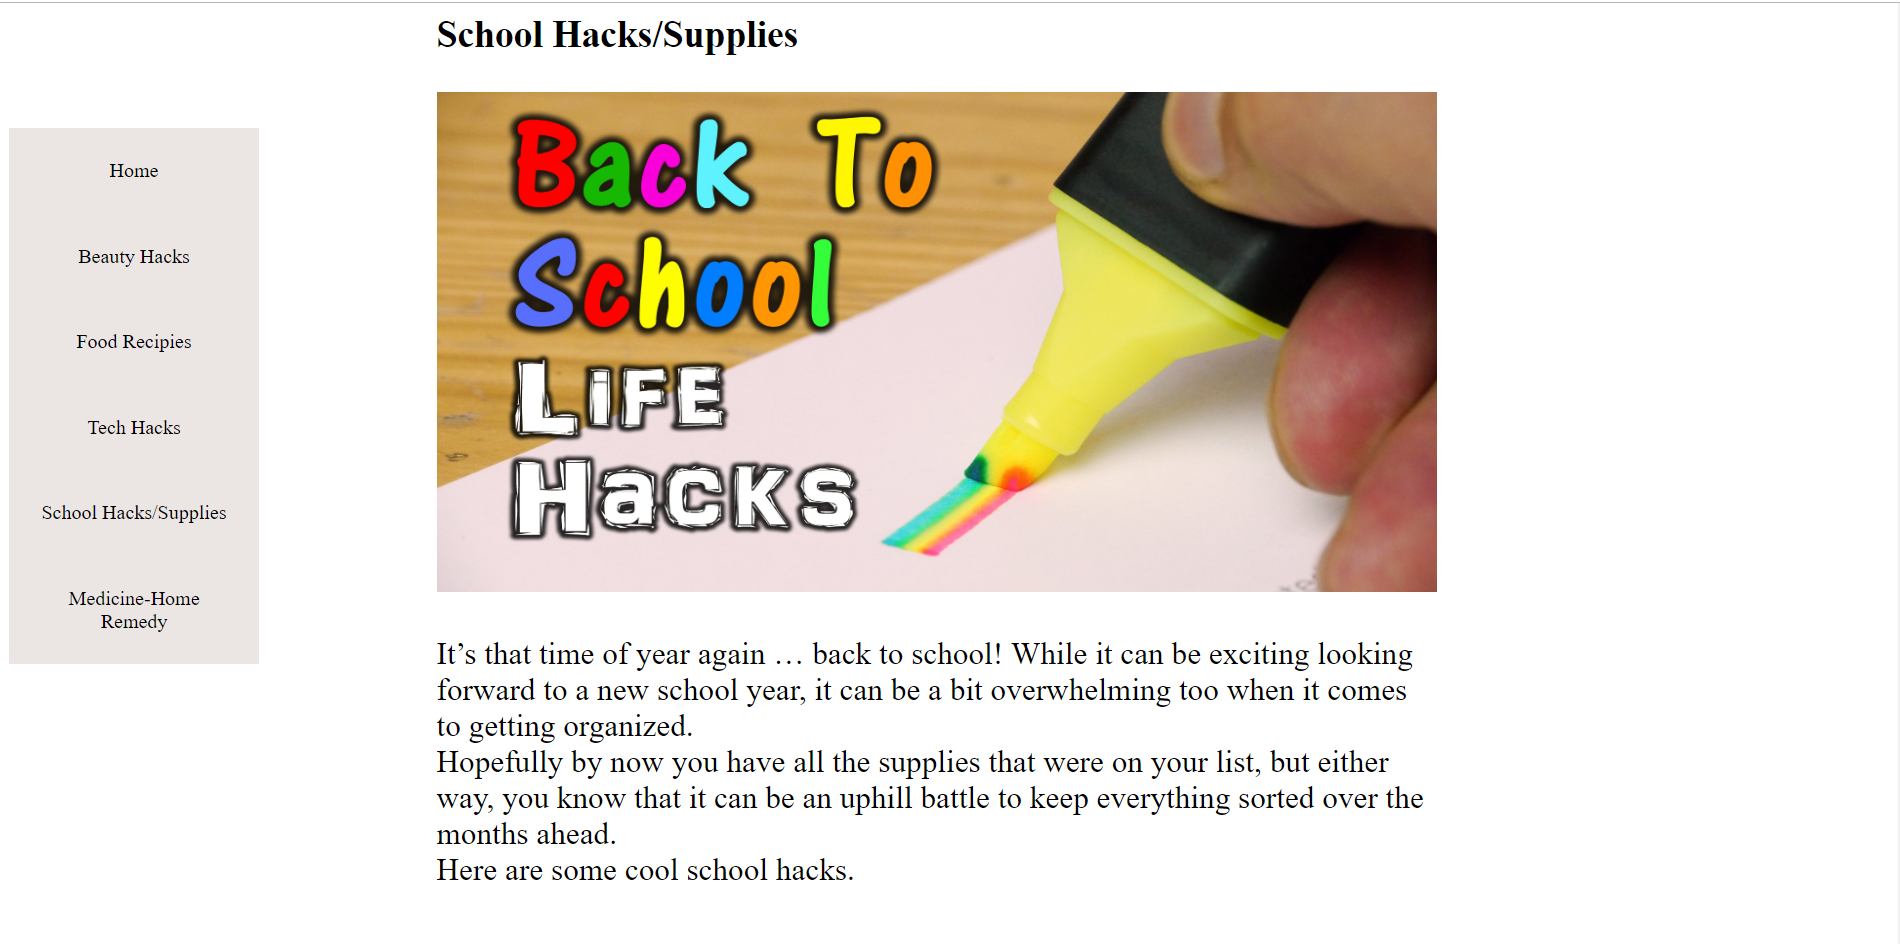 School Hacks/Supplies
Home
Beauty Hacks
Food Recipies
Tech Hacks
School Hacks/Supplies
Medicine-Home
Remedy
Back To
School
Life
Hacks
It’s that time of year again … back to school! While it can be exciting looking
forward to a new school year, it can be a bit overwhelming too when it comes
to getting organized.
Hopefully by now you have all the supplies that were on your list, but either
way, you know that it can be an uphill battle to keep everything sorted over the
months ahead.
Here are some cool school hacks.